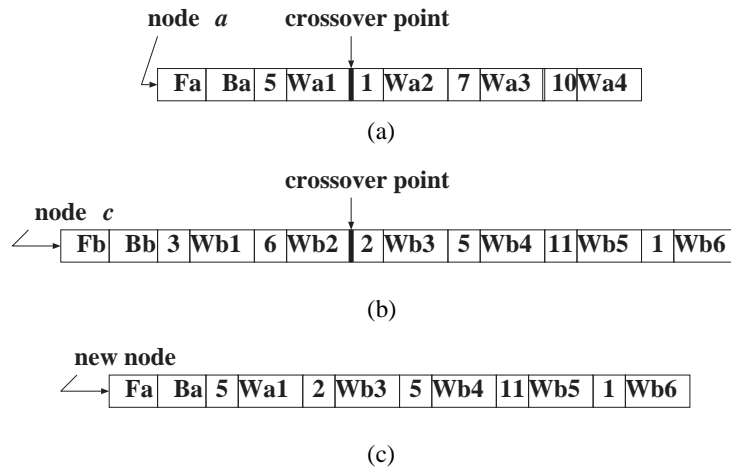 node a crossover point
Fa Ba 5 Wa1 1 Wa2 7 Wa3 10 Wa4
(a)
crossover point
node c
Fb Bb 3 Wb1 6 Wb2 2 Wb3 5 Wb4 11 Wb5 1 Wb6
(b)
new node
Fa Ba 5 Wa1 2 Wb3 5 Wb4 11 Wb5 1 Wb6
(c)